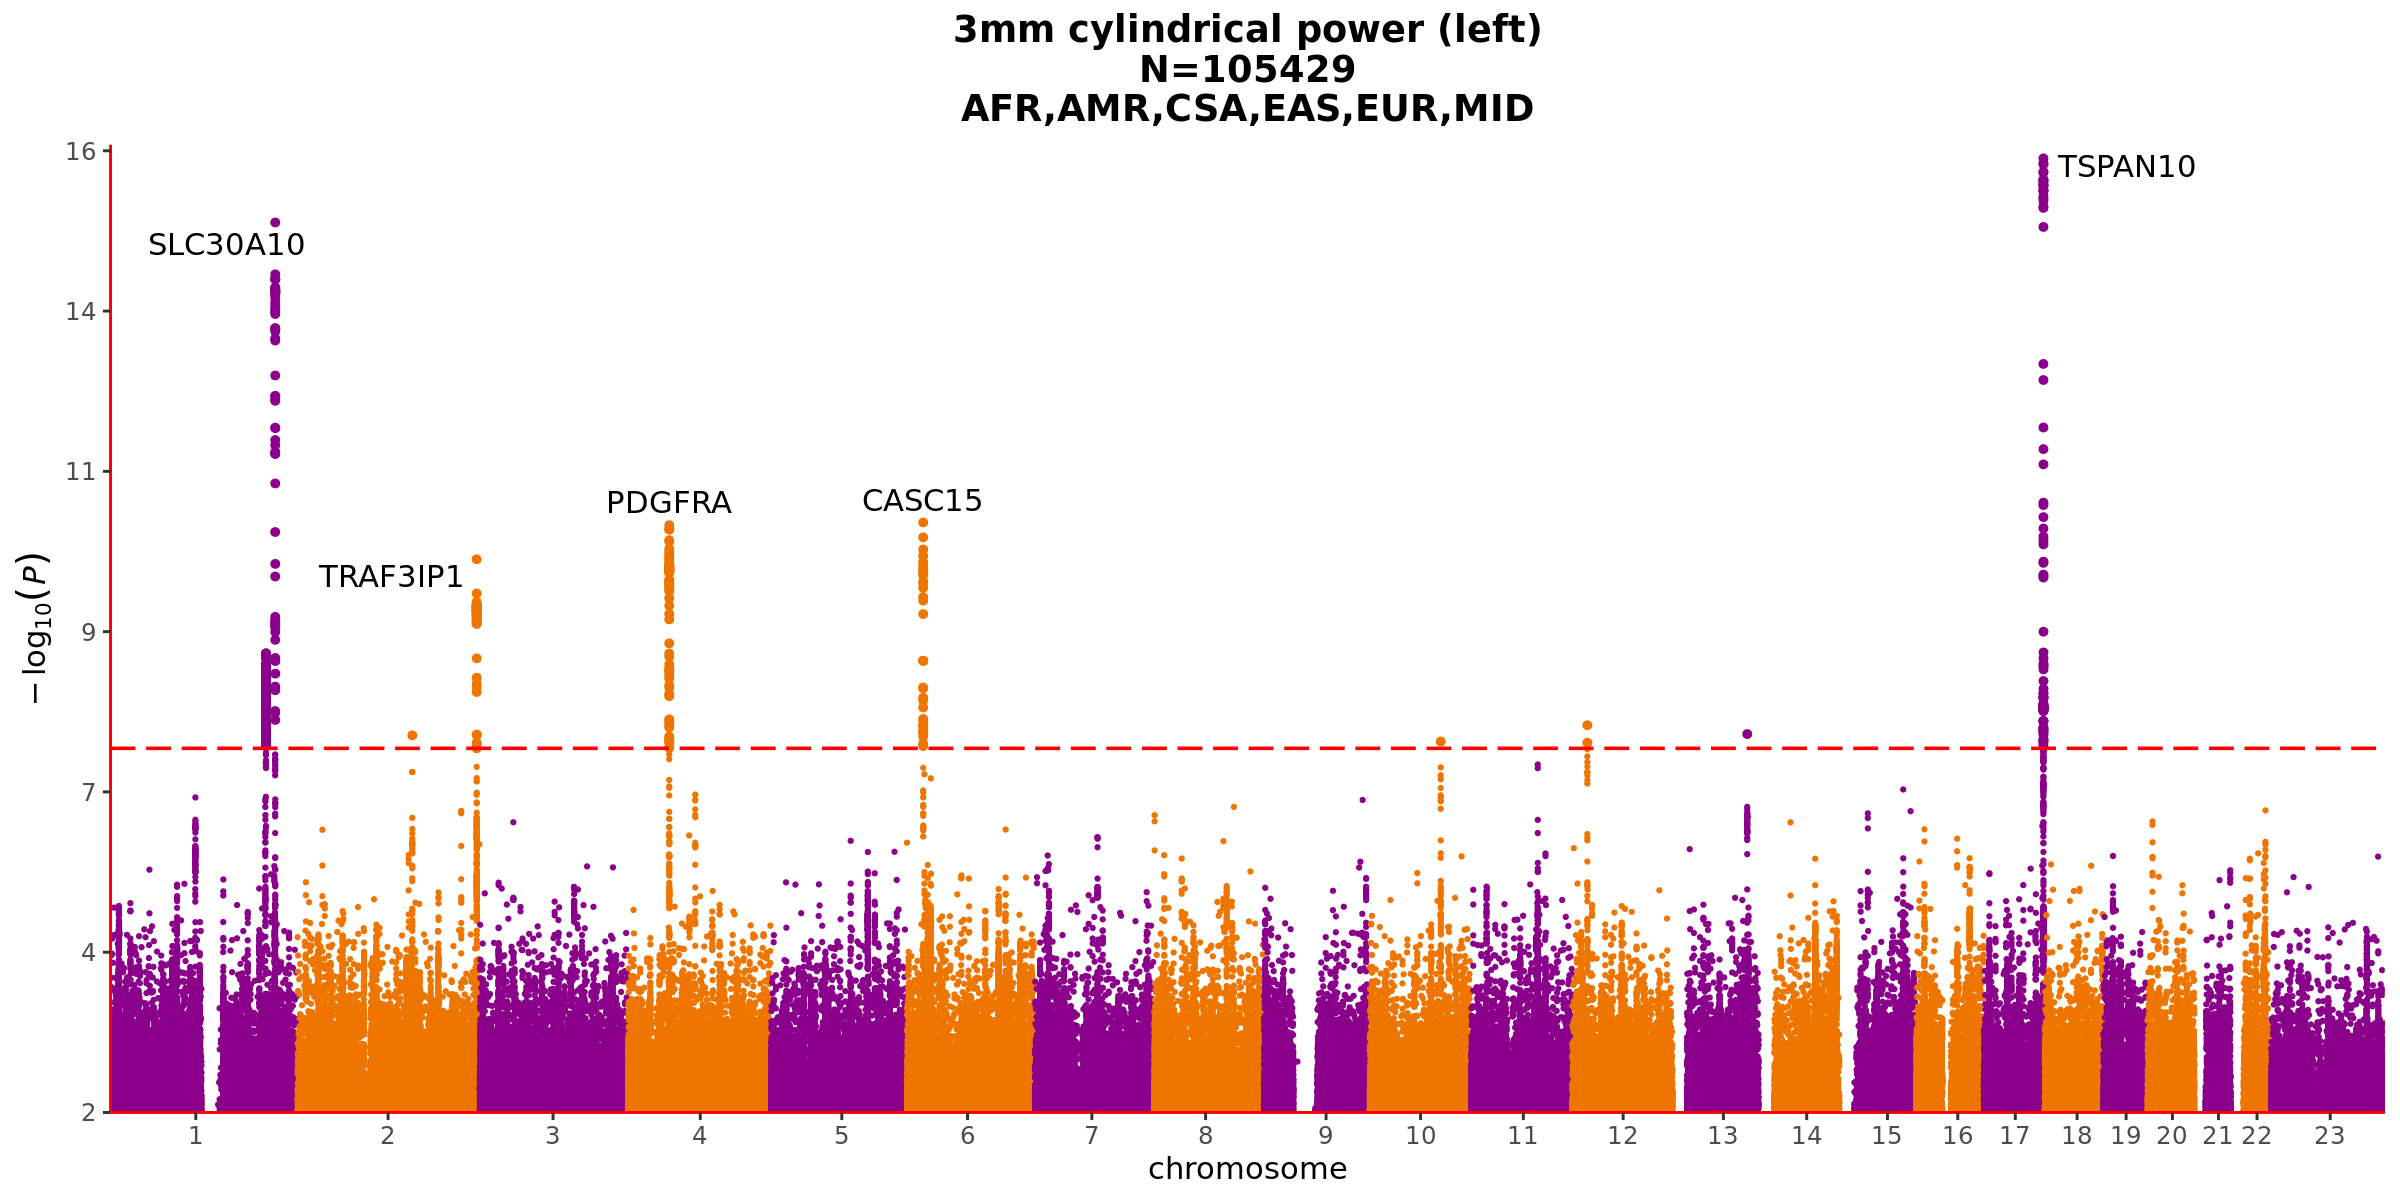 3mm cylindrical power (left)
N=105429
AFR,AMR,CSA,EAS,EUR,MID
16
TSPAN10
SLC30A10
14
11
PDGFRA
CASC15
TRAF3IP1
9
−log10(P)
7
4
2
1 2 3 4 5 6 7 8 9 10 11 12 13 14 15 16 17 18 19 20 21 22 23
chromosome